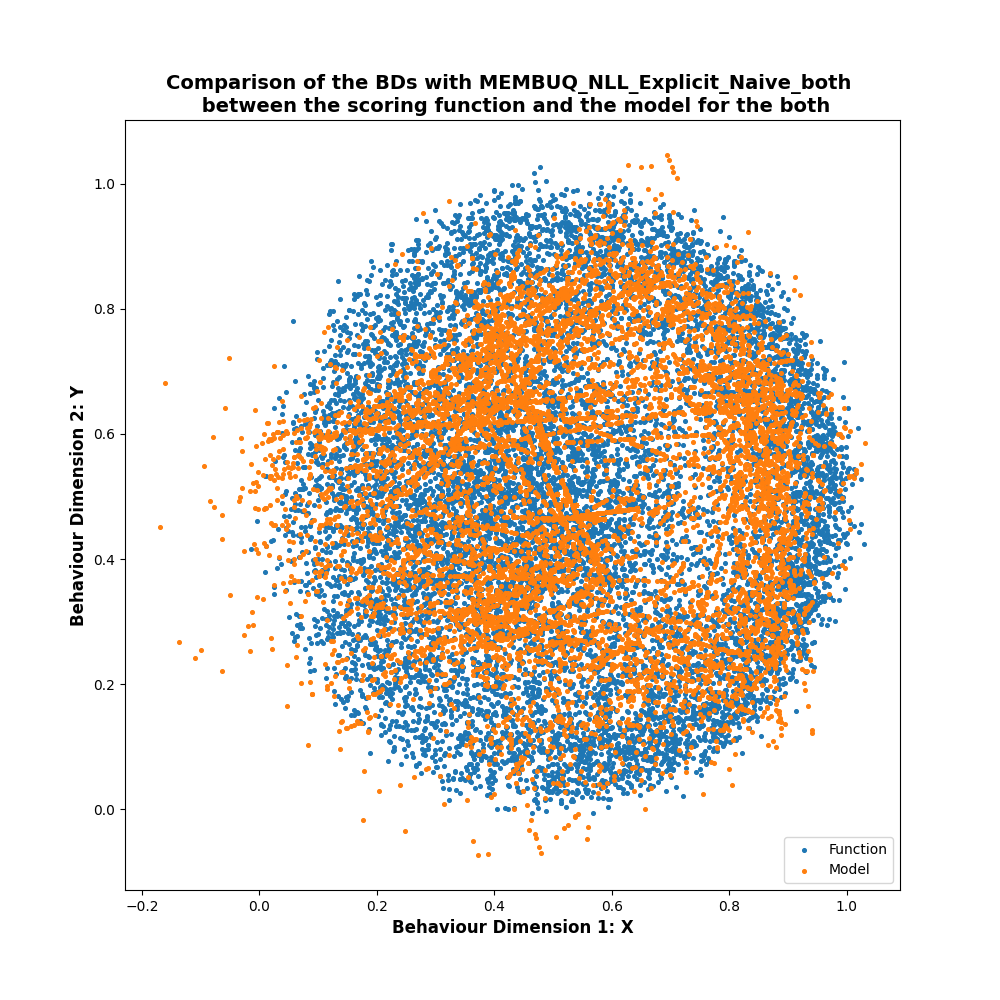 Comparison of the BDs with MEMBUQ_NLL_Explicit_Naive_both
between the scoring function and the model for the both
1.0
0.8
0.6
0.4
0.2
0.0
Behaviour Dimension 2: Y
−0.2
0.0
0.2
0.4
0.6
0.8
1.0
Behaviour Dimension 1: X
Function
Model